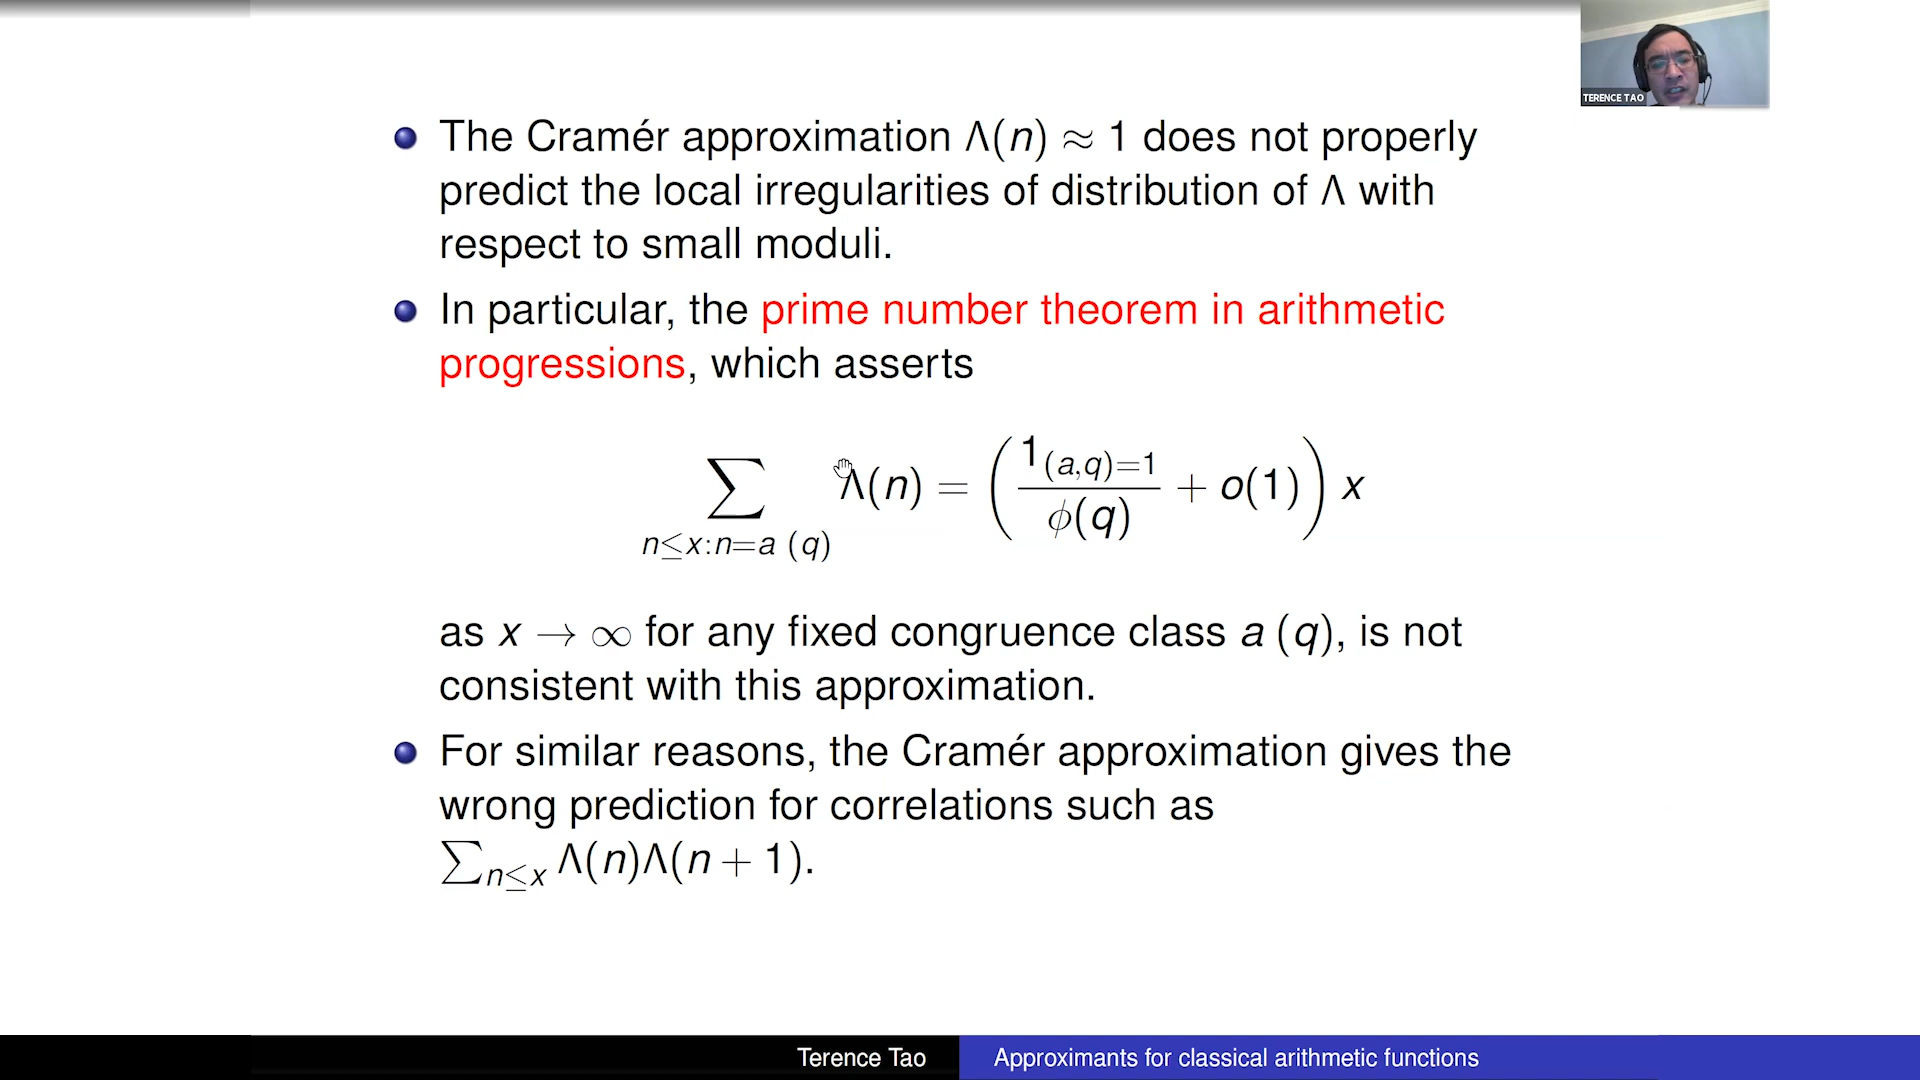 TERENCE TAO
The Cramér approximation Λ(n) ≈ 1 does not properly
predict the local irregularities of distribution of Λ with
respect to small moduli.
In particular, the prime number theorem in arithmetic
progressions, which asserts
∑_{n≤x:n=a (q)} Λ(n) = (1_{(a,q)=1} / ϕ(q) + o(1)) x
as x → ∞ for any fixed congruence class a (q), is not
consistent with this approximation.
For similar reasons, the Cramér approximation gives the
wrong prediction for correlations such as
∑_{n≤x} Λ(n)Λ(n + 1).
Terence Tao
Approximants for classical arithmetic functions